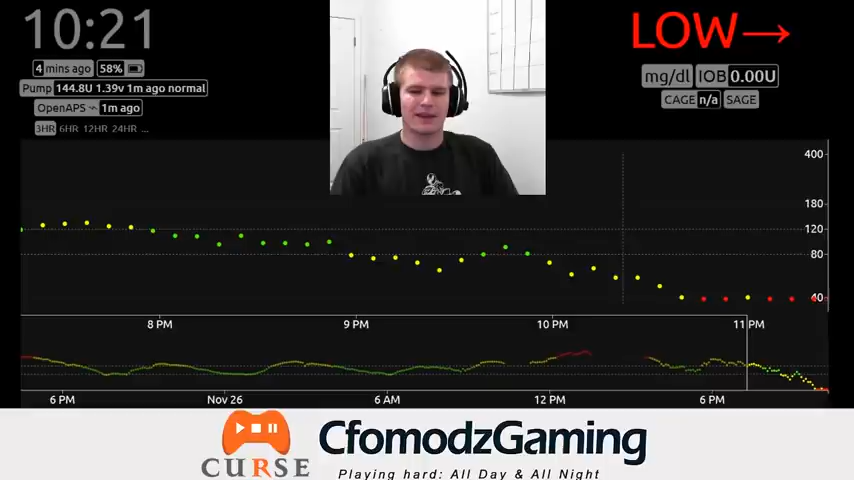 10:21
LOW→
4 mins ago 58%
mg/dl IOB 0.00U
Pump 144.8U 1.39v 1m ago normal
CAGE n/a SAGE
OpenAPS 1m ago
3HR 6HR 12HR 24HR ...
400
180
120
80
40
8 PM 9 PM 10 PM 11 PM
6 PM Nov 26 6 AM 12 PM 6 PM
CURSE
CfomodzGaming
Playing hard: All Day & All Night